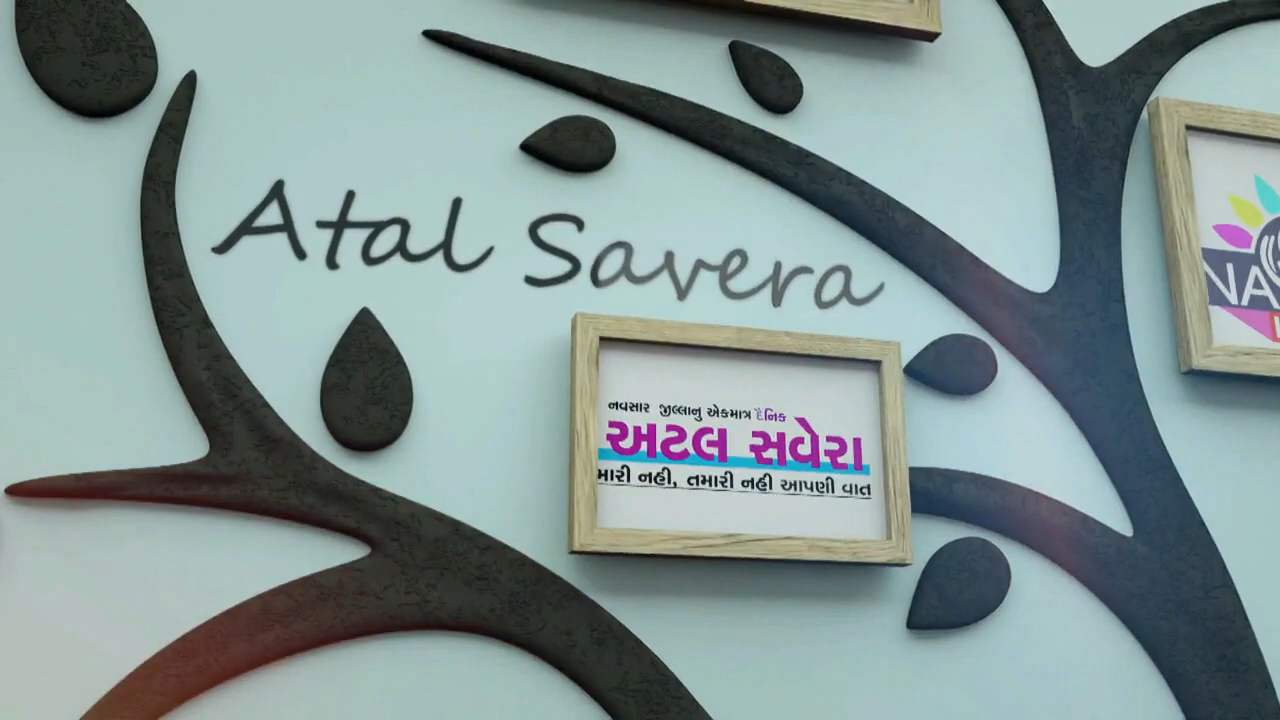 Atal Savera
નવસાર જીલ્લાનુ એકમાત્ર દૈનિક
અટલ સવેરા
મારી નહી, તમારી નહી આપણી વાત